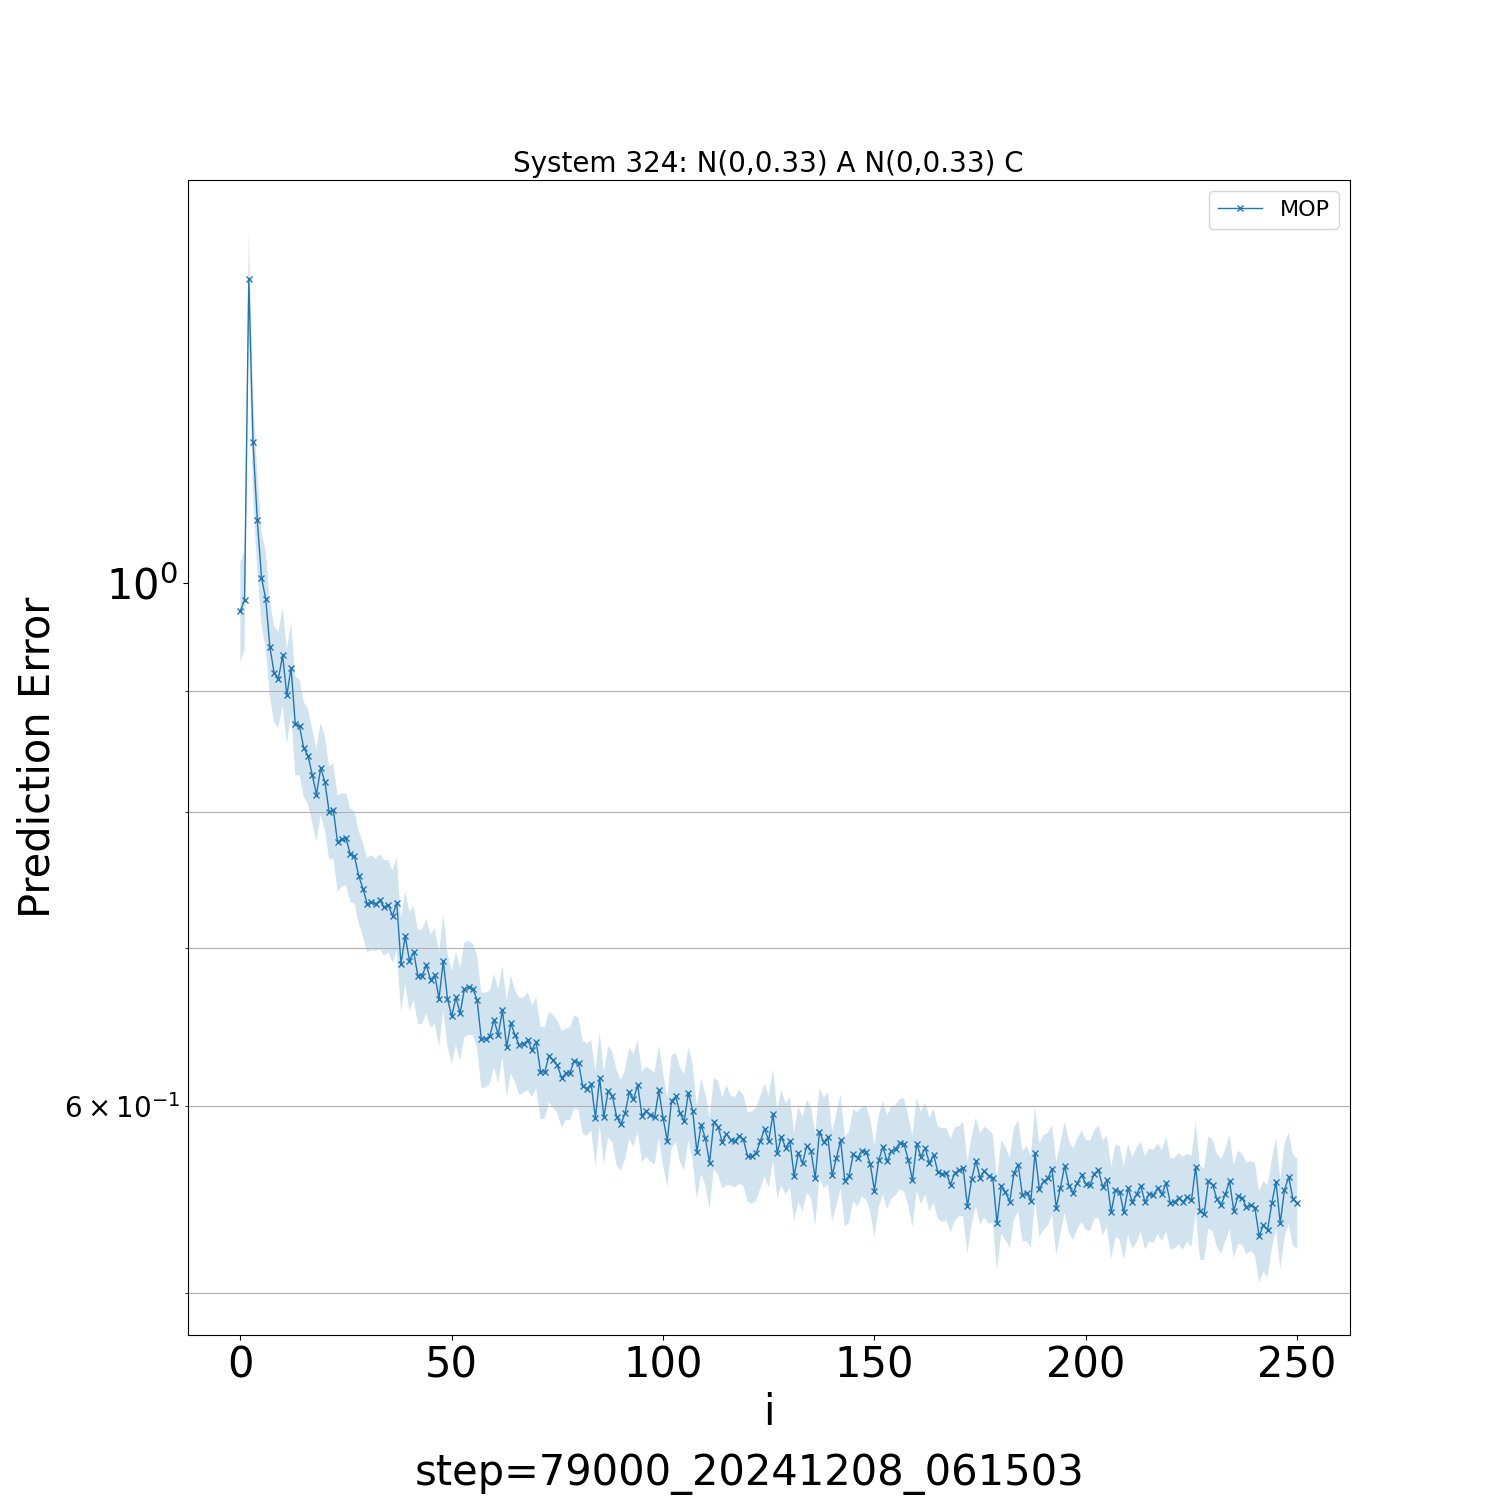 System 324: N(0,0.33) A N(0,0.33) C
MOP
10⁰
6 × 10⁻¹
Prediction Error
0 50 100 150 200 250
i
step=79000_20241208_061503